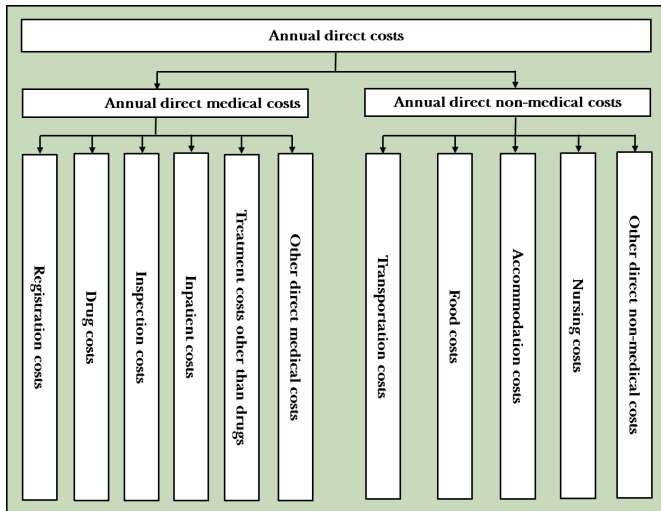 Annual direct costs
Annual direct medical costs
Annual direct non-medical costs
Registration costs
Drug costs
Inspection costs
Inpatient costs
Treatment costs other than drugs
Other direct medical costs
Transportation costs
Food costs
Accommodation costs
Nursing costs
Other direct non-medical costs